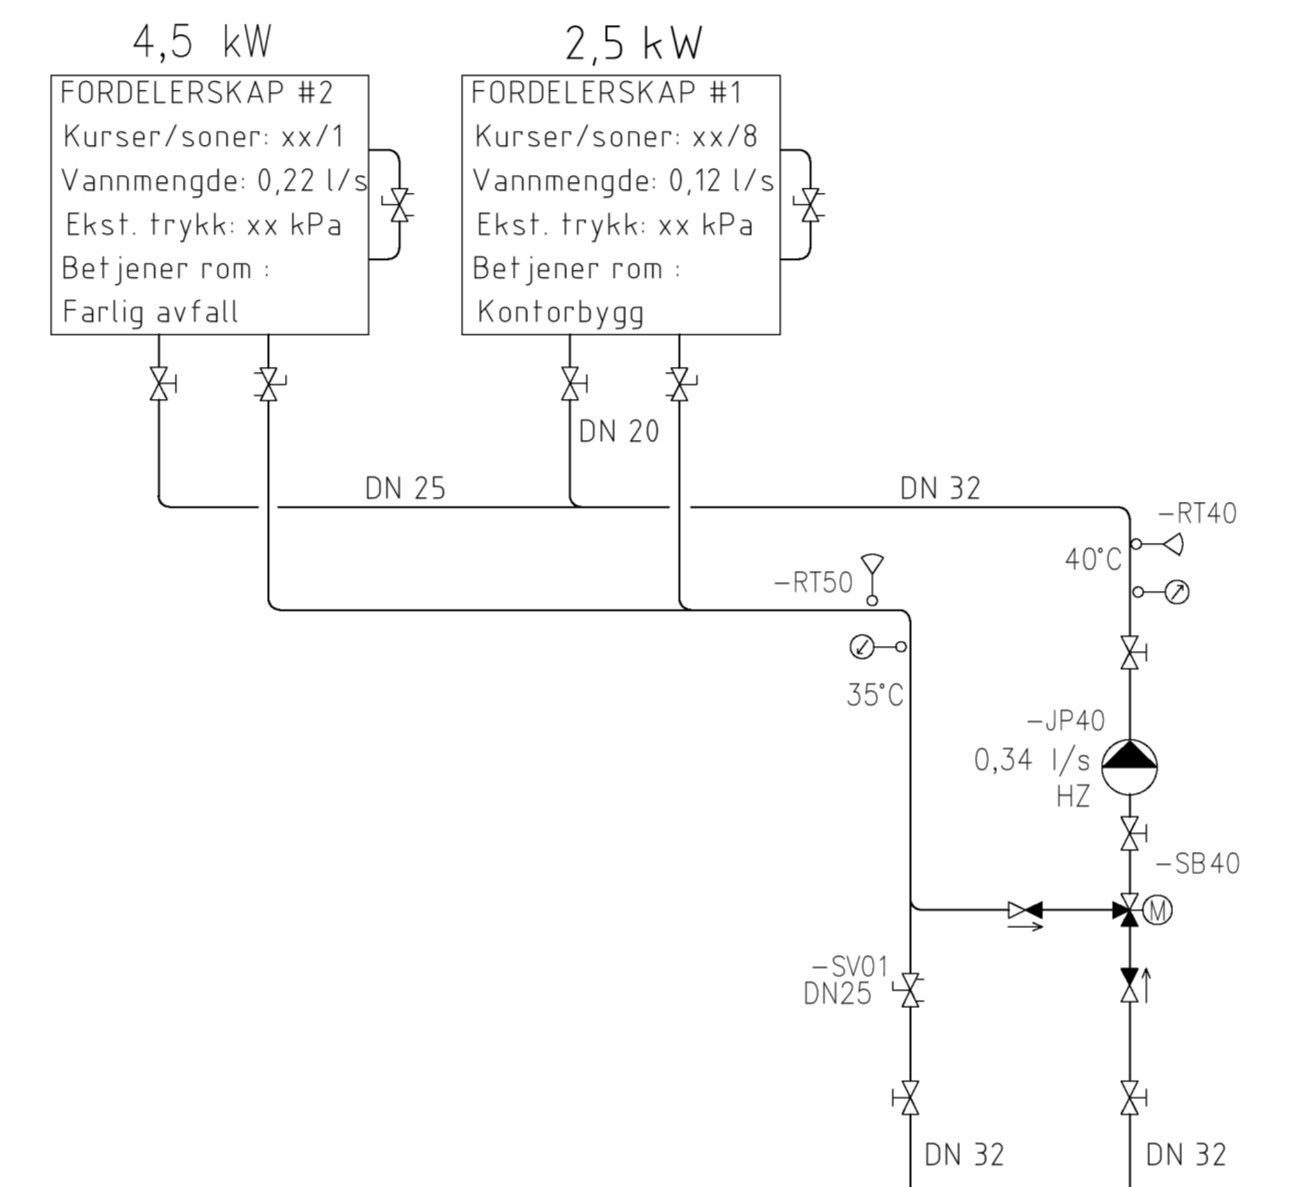 4,5 kW
FORDELERSKAP #2
Kurser/soner: xx/1
Vannmengde: 0,22 l/s
Ekst. trykk: xx kPa
Betjener rom :
Farlig avfall
2,5 kW
FORDELERSKAP #1
Kurser/soner: xx/8
Vannmengde: 0,12 l/s
Ekst. trykk: xx kPa
Betjener rom :
Kontorbygg
DN 20
DN 25
DN 32
-RT40
40°C
-RT50
35°C
-JP40
0,34 l/s
HZ
-SB40
M
-SV01
DN25
DN 32
DN 32